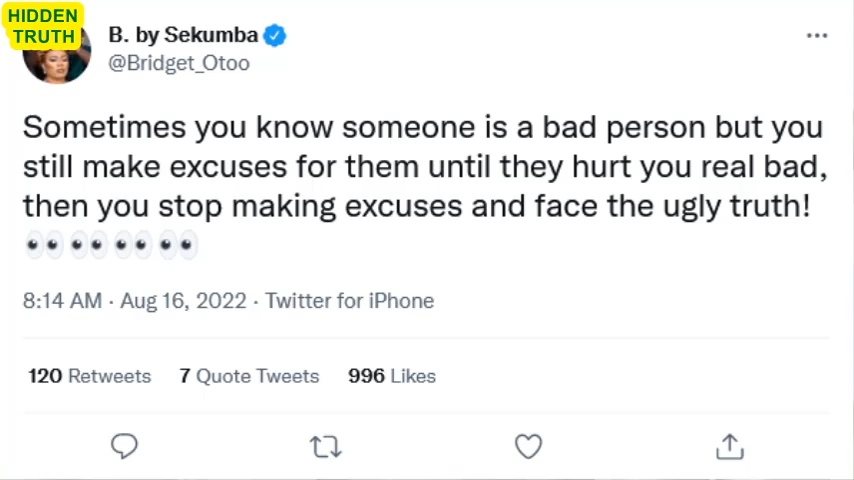 HIDDEN
TRUTH
B. by Sekumba
@Bridget_Otoo
Sometimes you know someone is a bad person but you
still make excuses for them until they hurt you real bad,
then you stop making excuses and face the ugly truth!
👀👀👀👀
8:14 AM · Aug 16, 2022 · Twitter for iPhone
120 Retweets 7 Quote Tweets 996 Likes